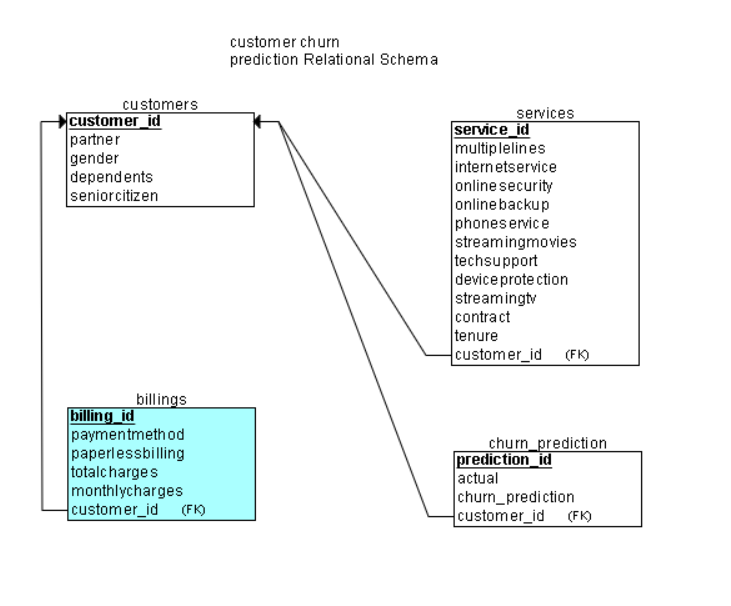 customer churn
prediction Relational Schema
customers
customer_id
partner
gender
dependents
seniorcitizen
services
service_id
multiplelines
internetservice
onlinesecurity
onlinebackup
phoneservice
streamingmovies
techsupport
deviceprotection
streamingtv
contract
tenure
customer_id (FK)
billings
billing_id
paymentmethod
paperlessbilling
totalcharges
monthlycharges
customer_id (FK)
churn_prediction
prediction_id
actual
churn_prediction
customer_id (FK)